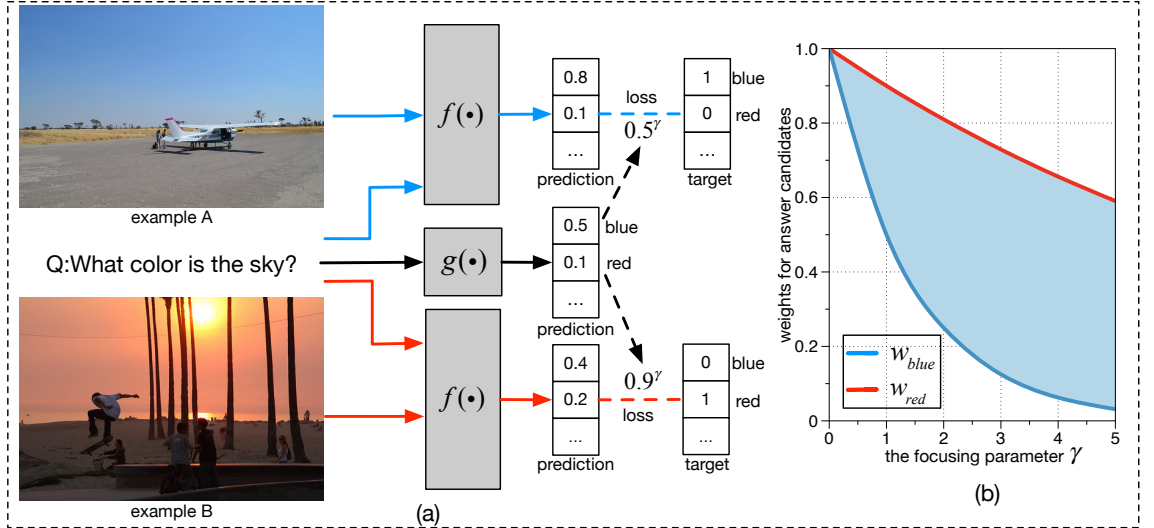 example A
Q:What color is the sky?
example B
f(•)
g(•)
f(•)
0.8
0.1
...
prediction
loss
0.5^γ
1 blue
0 red
...
target
0.5 blue
0.1 red
...
prediction
0.4
0.2
...
prediction
0.9^γ
loss
0 blue
1 red
...
target
(a)
weights for answer candidates
1.0
0.8
0.6
0.4
0.2
0
w_blue
w_red
0 1 2 3 4 5
the focusing parameter γ
(b)